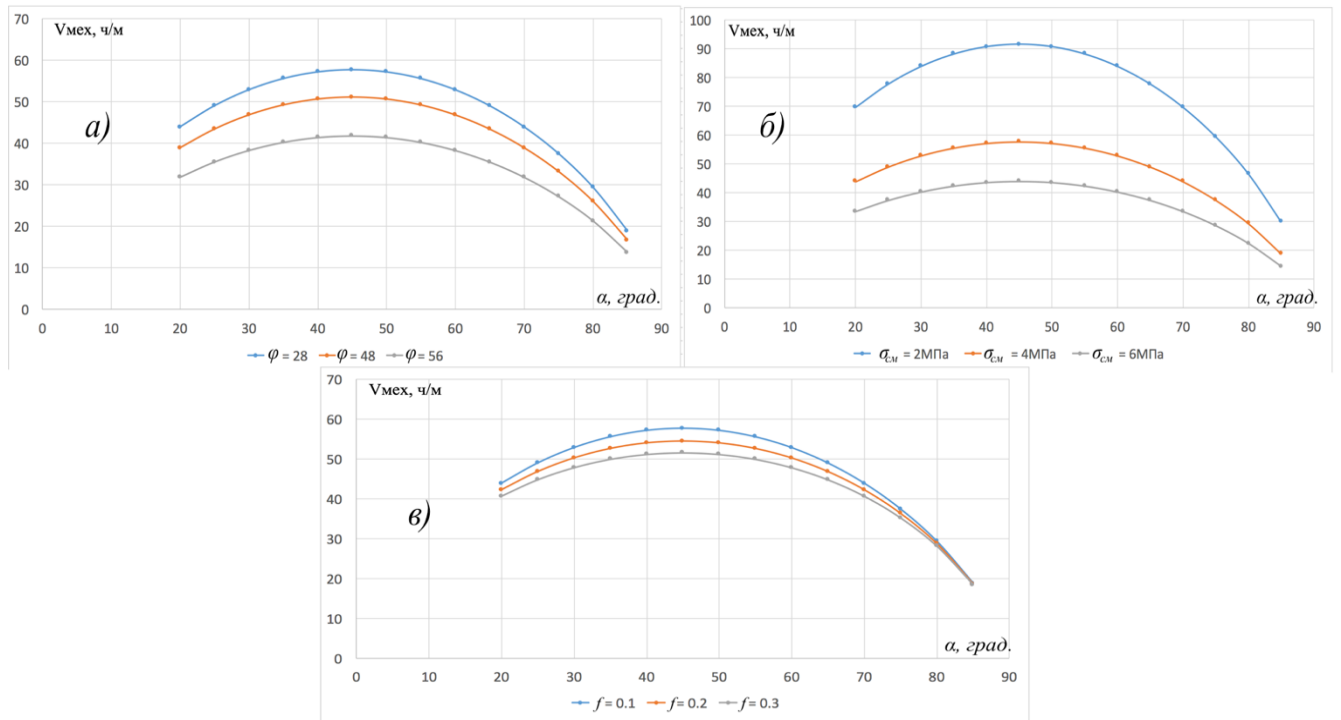 Vмех, ч/м
70
60
50
40
30
20
10
0
а)
α, град.
0 10 20 30 40 50 60 70 80 90
φ = 28 φ = 48 φ = 56
Vмех, ч/м
100
90
80
70
60
50
40
30
20
10
0
б)
α, град.
0 10 20 30 40 50 60 70 80 90
σсм = 2МПа σсм = 4МПа σсм = 6МПа
Vмех, ч/м
70
60
50
40
30
20
10
0
в)
α, град.
0 10 20 30 40 50 60 70 80 90
f = 0.1 f = 0.2 f = 0.3